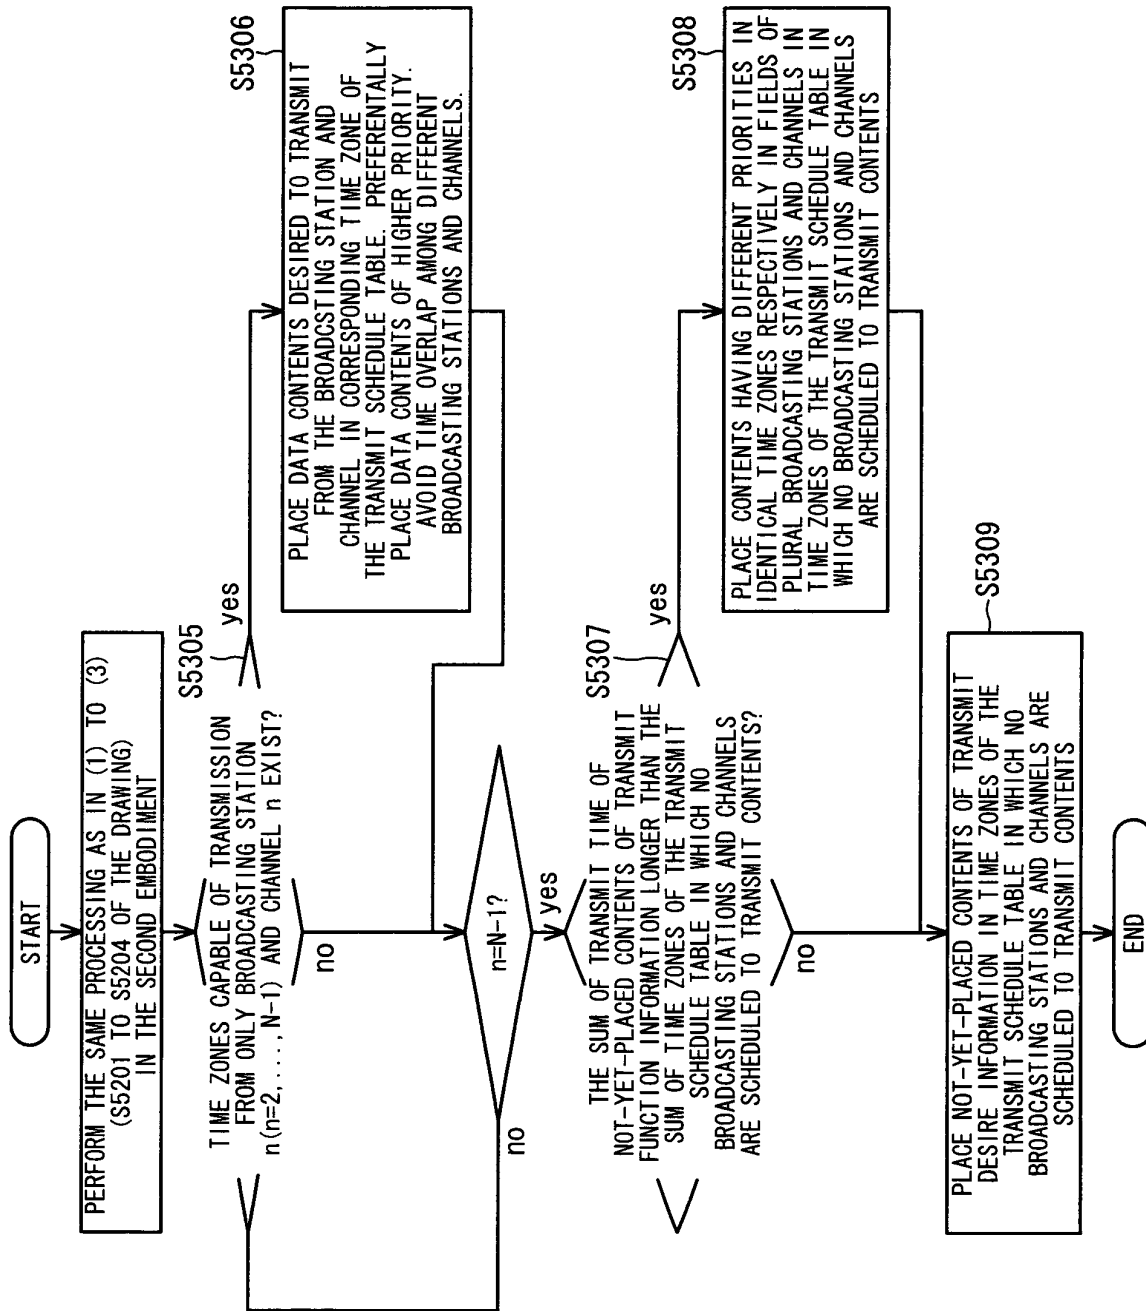 START
PERFORM THE SAME PROCESSING AS IN (1) TO (3)
(S5201 TO S5204 OF THE DRAWING)
IN THE SECOND EMBODIMENT
S5305
TIME ZONES CAPABLE OF TRANSMISSION
FROM ONLY BROADCASTING STATION
n(n=2,...,N-1) AND CHANNEL n EXIST?
yes
no
S5306
PLACE DATA CONTENTS DESIRED TO TRANSMIT
FROM THE BROADCSTING STATION AND
CHANNEL IN CORRESPONDING TIME ZONE OF
THE TRANSMIT SCHEDULE TABLE. PREFERENTALLY
PLACE DATA CONTENTS OF HIGHER PRIORITY.
AVOID TIME OVERLAP AMONG DIFFERENT
BROADCASTING STATIONS AND CHANNELS.
n=N-1?
no
yes
S5307
THE SUM OF TRANSMIT TIME OF
NOT-YET-PLACED CONTENTS OF TRANSMIT
FUNCTION INFORMATION LONGER THAN THE
SUM OF TIME ZONES OF THE TRANSMIT
SCHEDULE TABLE IN WHICH NO
BROADCASTING STATIONS AND CHANNELS
ARE SCHEDULED TO TRANSMIT CONTENTS?
yes
no
S5308
PLACE CONTENTS HAVING DIFFERENT PRIORITIES IN
IDENTICAL TIME ZONES RESPECTIVELY IN FIELDS OF
PLURAL BROADCASTING STATIONS AND CHANNELS IN
TIME ZONES OF THE TRANSMIT SCHEDULE TABLE IN
WHICH NO BROADCASTING STATIONS AND CHANNELS
ARE SCHEDULED TO TRANSMIT CONTENTS
S5309
PLACE NOT-YET-PLACED CONTENTS OF TRANSMIT
DESIRE INFORMATION IN TIME ZONES OF THE
TRANSMIT SCHEDULE TABLE IN WHICH NO
BROADCASTING STATIONS AND CHANNELS ARE
SCHEDULED TO TRANSMIT CONTENTS
END